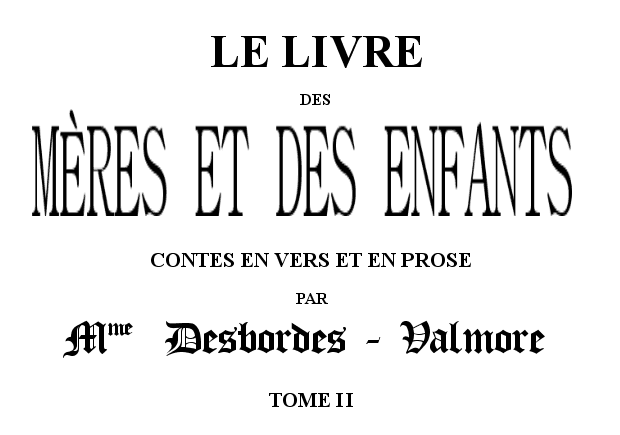 LE LIVRE
DES
MÈRES ET DES ENFANTS
CONTES EN VERS ET EN PROSE
PAR
Mme Desbordes - Valmore
TOME II